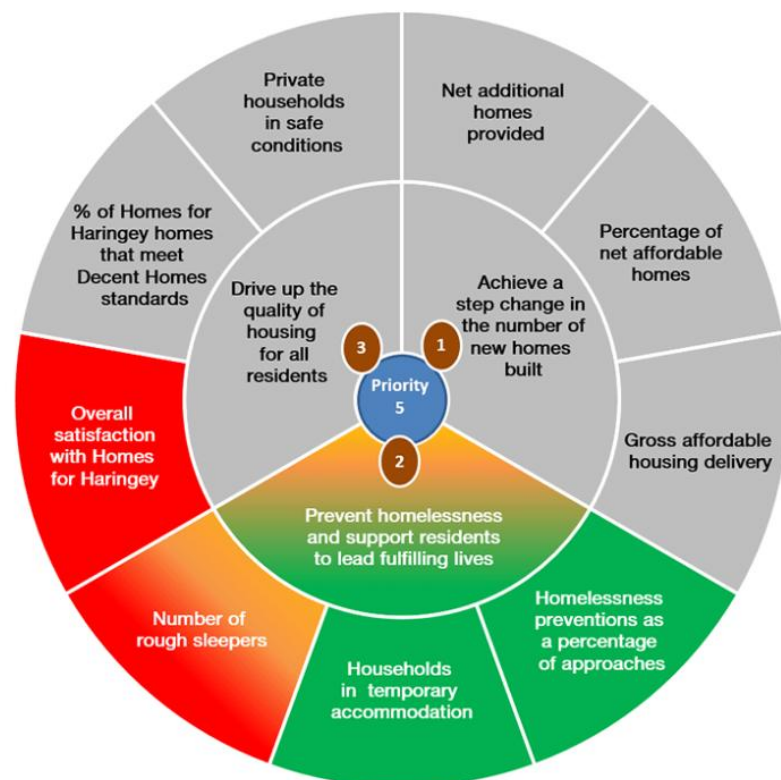 Private
households
in safe
conditions
Net additional
homes
provided
% of Homes for
Haringey homes
that meet
Decent Homes
standards
Percentage of
net affordable
homes
Drive up the
quality of
housing
for all
residents
Achieve a
step change in
the number of
new homes
built
3
1
Priority
5
2
Overall
satisfaction
with Homes
for Haringey
Gross affordable
housing delivery
Prevent homelessness
and support residents
to lead fulfilling lives
Number of
rough sleepers
Households
in temporary
accommodation
Homelessness
preventions as
a percentage
of approaches